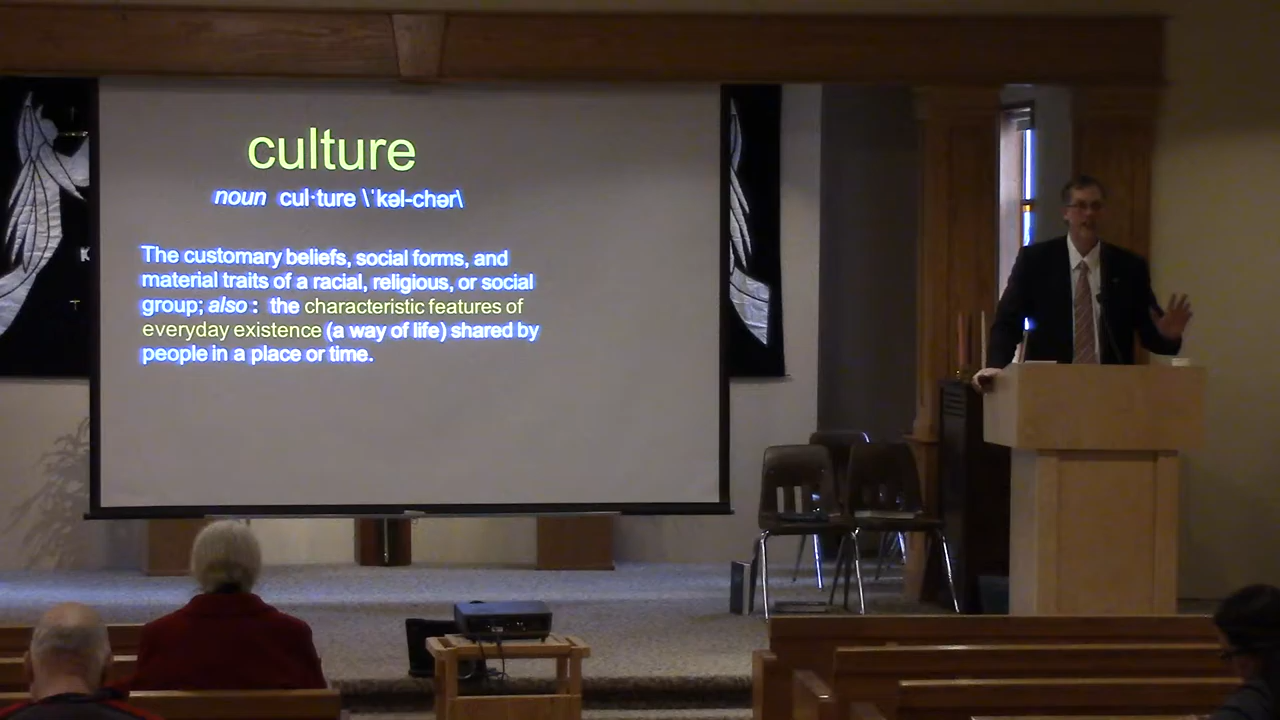 culture
noun cul·ture \ˈkəl-chər\
The customary beliefs, social forms, and
material traits of a racial, religious, or social
group; also : the characteristic features of
everyday existence (a way of life) shared by
people in a place or time.
K